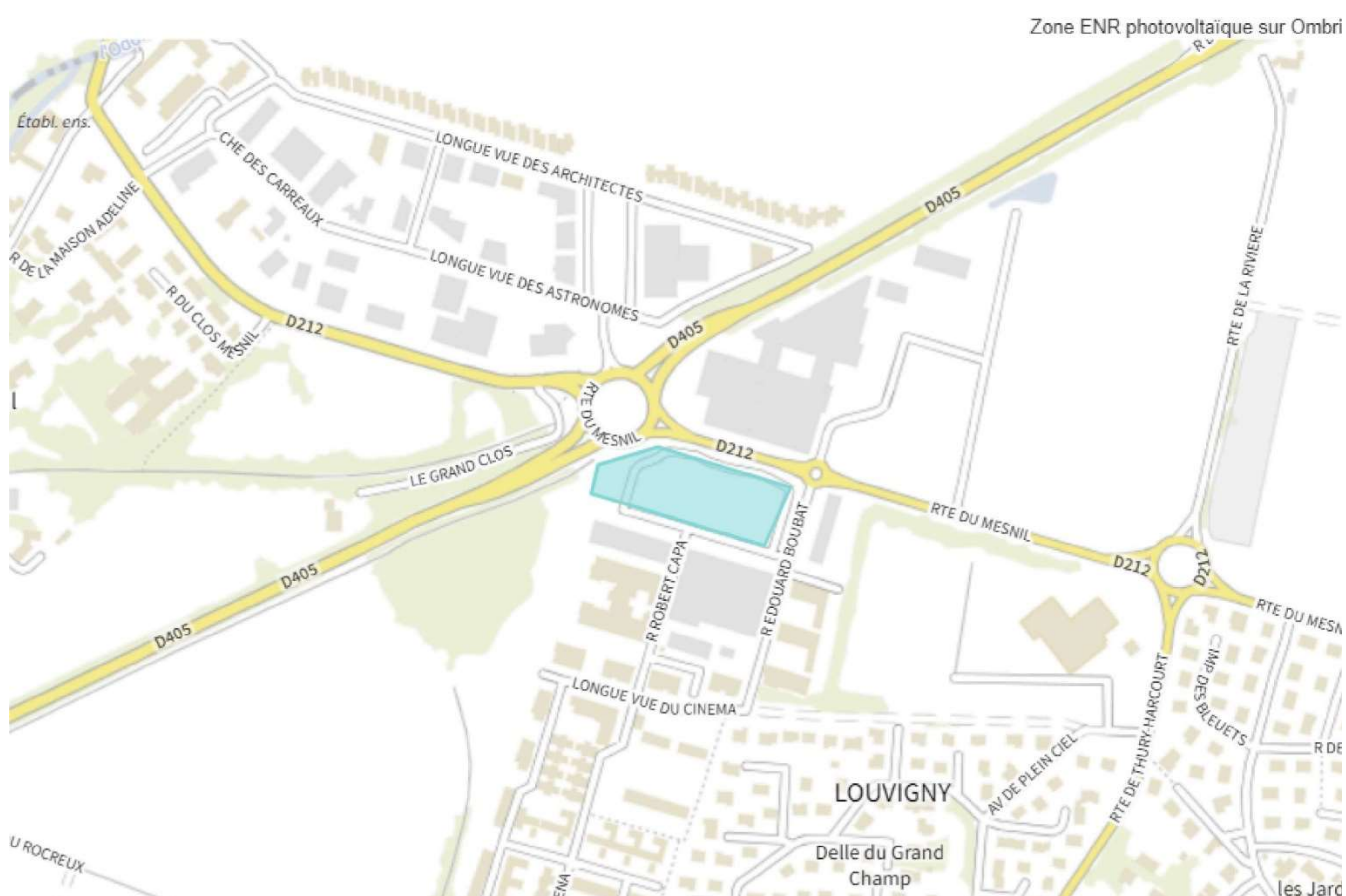 Zone ENR photovoltaïque sur Ombri
Établ. ens.
LONGUE VUE DES ARCHITECTES
CHE DES CARREAUX
D405
R DE LA MAISON ADELINE
RTE DE LA RIVIERE
LONGUE VUE DES ASTRONOMES
R DU CLOS MESNIL
D212
D405
RTE DU MESNIL
l
D212
LE GRAND CLOS
RTE DU MESNIL
R EDOUARD BOUBAT
R ROBERT CAPA
D212
D212
D405
RTE DU MESN
D405
IMP. DES BLEUETS
LONGUE VUE DU CINEMA
RTE DE THURY-HARCOURT
AV DE PLEIN CIEL
R DE
LOUVIGNY
Delle du Grand
Champ
U ROCREUX
ENA
les Jard